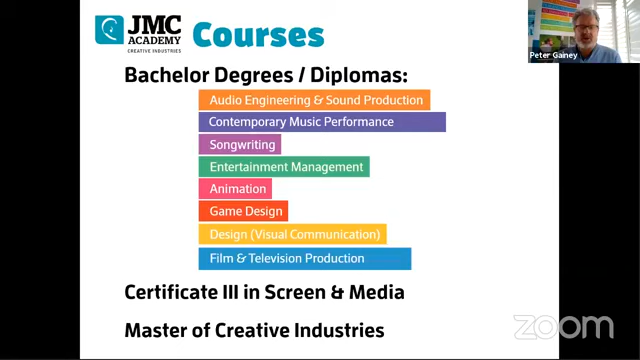 JMC
ACADEMY
CREATIVE INDUSTRIES
Courses
Peter Gainey
Bachelor Degrees / Diplomas:
Audio Engineering & Sound Production
Contemporary Music Performance
Songwriting
Entertainment Management
Animation
Game Design
Design (Visual Communication)
Film & Television Production
Certificate III in Screen & Media
Master of Creative Industries
zoom